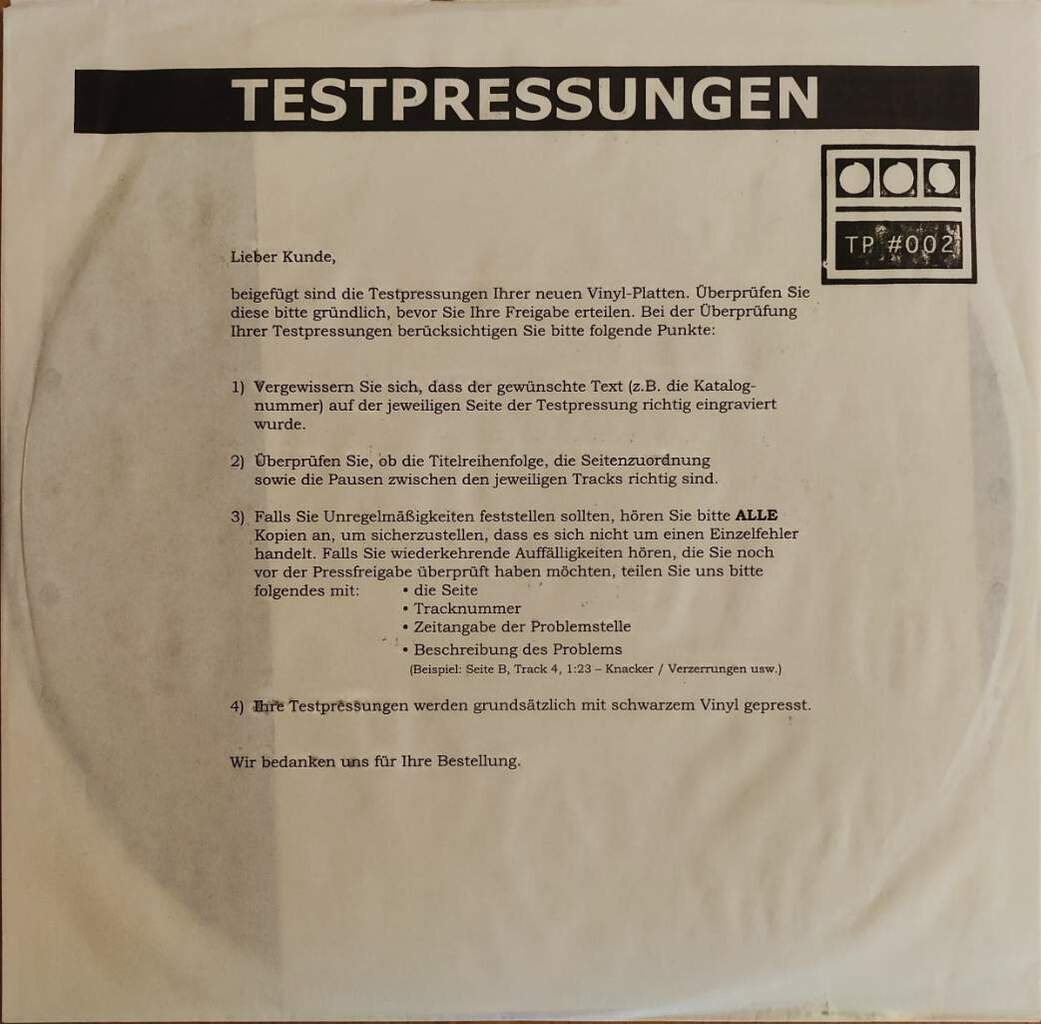 TESTPRESSUNGEN
TP #002
Lieber Kunde,
beigefügt sind die Testpressungen Ihrer neuen Vinyl-Platten. Überprüfen Sie
diese bitte gründlich, bevor Sie Ihre Freigabe erteilen. Bei der Überprüfung
Ihrer Testpressungen berücksichtigen Sie bitte folgende Punkte:
1) Vergewissern Sie sich, dass der gewünschte Text (z.B. die Katalog-
nummer) auf der jeweiligen Seite der Testpressung richtig eingraviert
wurde.
2) Überprüfen Sie, ob die Titelreihenfolge, die Seitenzuordnung
sowie die Pausen zwischen den jeweiligen Tracks richtig sind.
3) Falls Sie Unregelmäßigkeiten feststellen sollten, hören Sie bitte ALLE
Kopien an, um sicherzustellen, dass es sich nicht um einen Einzelfehler
handelt. Falls Sie wiederkehrende Auffälligkeiten hören, die Sie noch
vor der Pressfreigabe überprüft haben möchten, teilen Sie uns bitte
folgendes mit: • die Seite
• Tracknummer
• Zeitangabe der Problemstelle
• Beschreibung des Problems
(Beispiel: Seite B, Track 4, 1:23 – Knacker / Verzerrungen usw.)
4) Ihre Testpressungen werden grundsätzlich mit schwarzem Vinyl gepresst.
Wir bedanken uns für Ihre Bestellung.